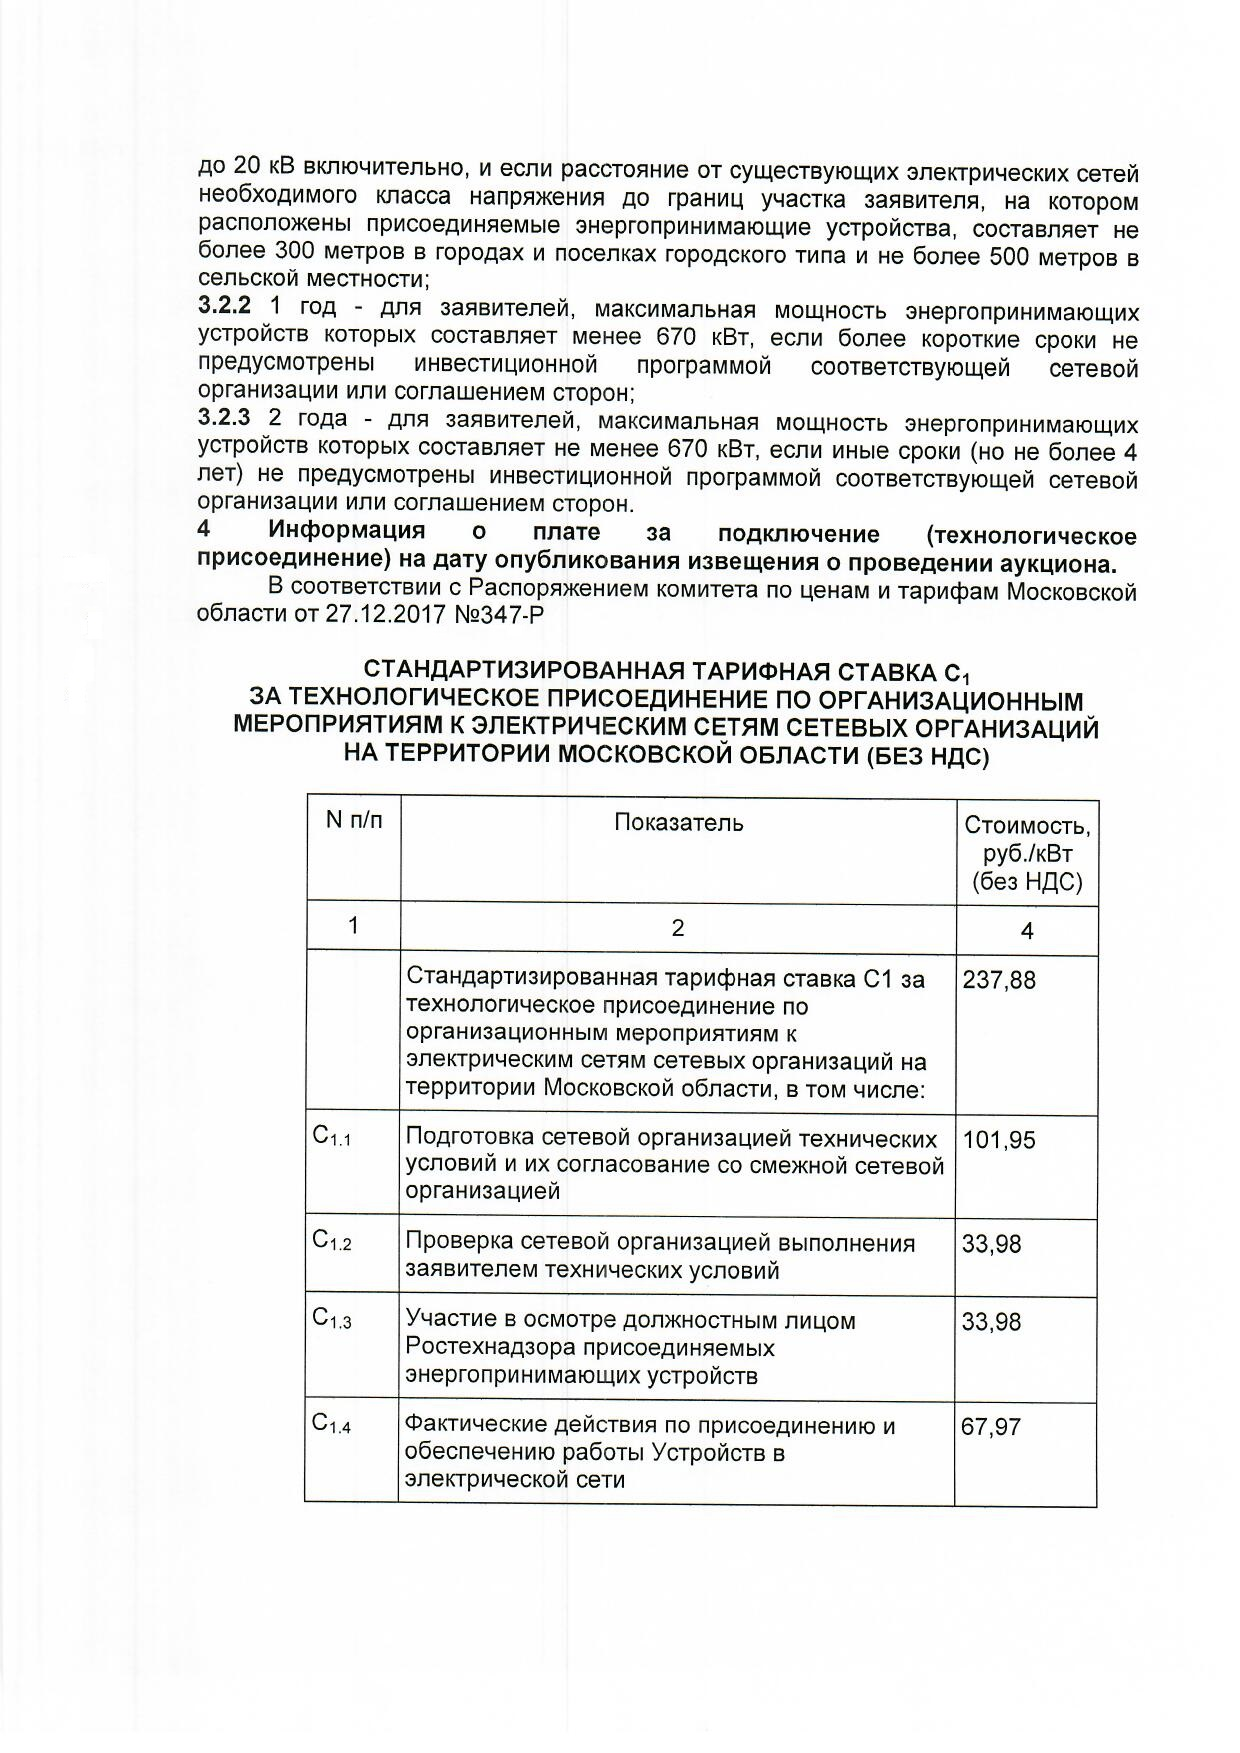 до 20 кВ включительно, и если расстояние от существующих электрических сетей
необходимого класса напряжения до границ участка заявителя, на котором
расположены присоединяемые энергопринимающие устройства, составляет не
более 300 метров в городах и поселках городского типа и не более 500 метров в
сельской местности;
3.2.2 1 год - для заявителей, максимальная мощность энергопринимающих
устройств которых составляет менее 670 кВт, если более короткие сроки не
предусмотрены инвестиционной программой соответствующей сетевой
организации или соглашением сторон;
3.2.3 2 года - для заявителей, максимальная мощность энергопринимающих
устройств которых составляет не менее 670 кВт, если иные сроки (но не более 4
лет) не предусмотрены инвестиционной программой соответствующей сетевой
организации или соглашением сторон.
4 Информация о плате за подключение (технологическое
присоединение) на дату опубликования извещения о проведении аукциона.
В соответствии с Распоряжением комитета по ценам и тарифам Московской
области от 27.12.2017 №347-Р
СТАНДАРТИЗИРОВАННАЯ ТАРИФНАЯ СТАВКА С1
ЗА ТЕХНОЛОГИЧЕСКОЕ ПРИСОЕДИНЕНИЕ ПО ОРГАНИЗАЦИОННЫМ
МЕРОПРИЯТИЯМ К ЭЛЕКТРИЧЕСКИМ СЕТЯМ СЕТЕВЫХ ОРГАНИЗАЦИЙ
НА ТЕРРИТОРИИ МОСКОВСКОЙ ОБЛАСТИ (БЕЗ НДС)
N п/п Показатель Стоимость,
руб./кВт
(без НДС)
1 2 4
Стандартизированная тарифная ставка С1 за 237,88
технологическое присоединение по
организационным мероприятиям к
электрическим сетям сетевых организаций на
территории Московской области, в том числе:
С1.1 Подготовка сетевой организацией технических 101,95
условий и их согласование со смежной сетевой
организацией
С1.2 Проверка сетевой организацией выполнения 33,98
заявителем технических условий
С1.3 Участие в осмотре должностным лицом 33,98
Ростехнадзора присоединяемых
энергопринимающих устройств
С1.4 Фактические действия по присоединению и 67,97
обеспечению работы Устройств в
электрической сети